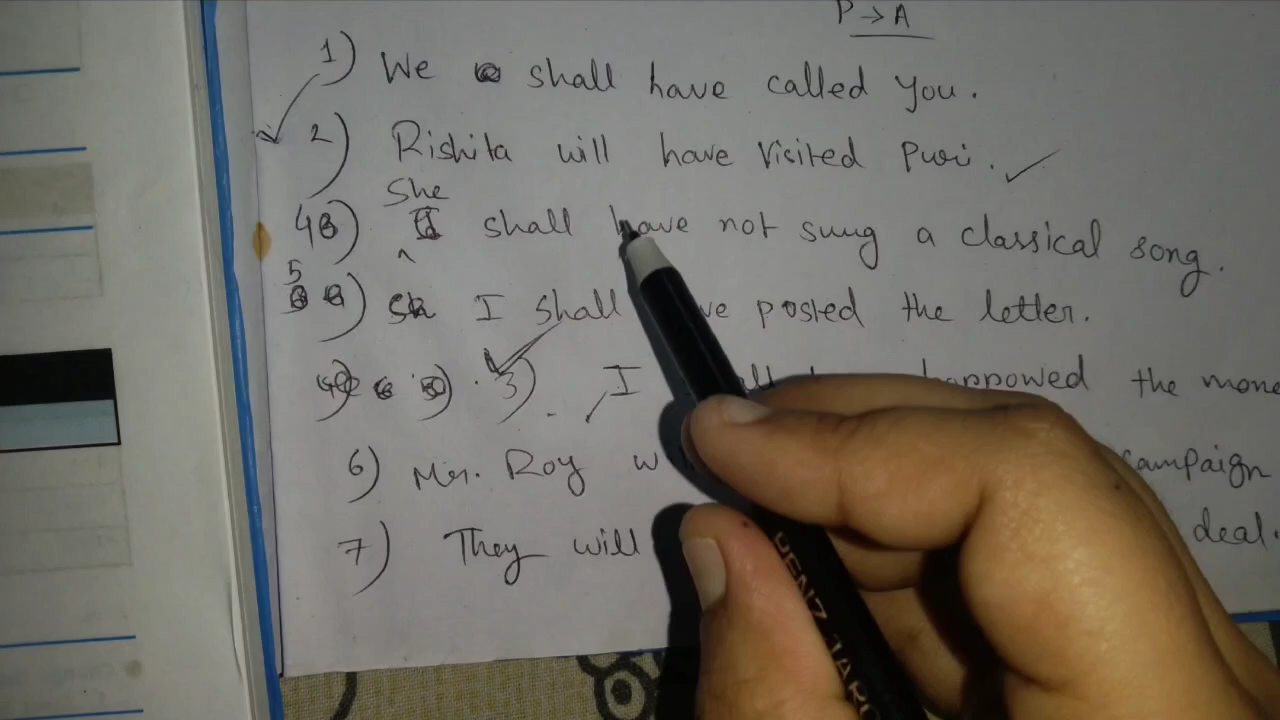 P → A
1) We shall have called you.
2) Rishita will have visited Puri.
She
4) shall have not sung a classical song.
5) I shall posted the letter.
3) I the mone
6) Mr. Roy campaign
7) They will deal.
BENZ